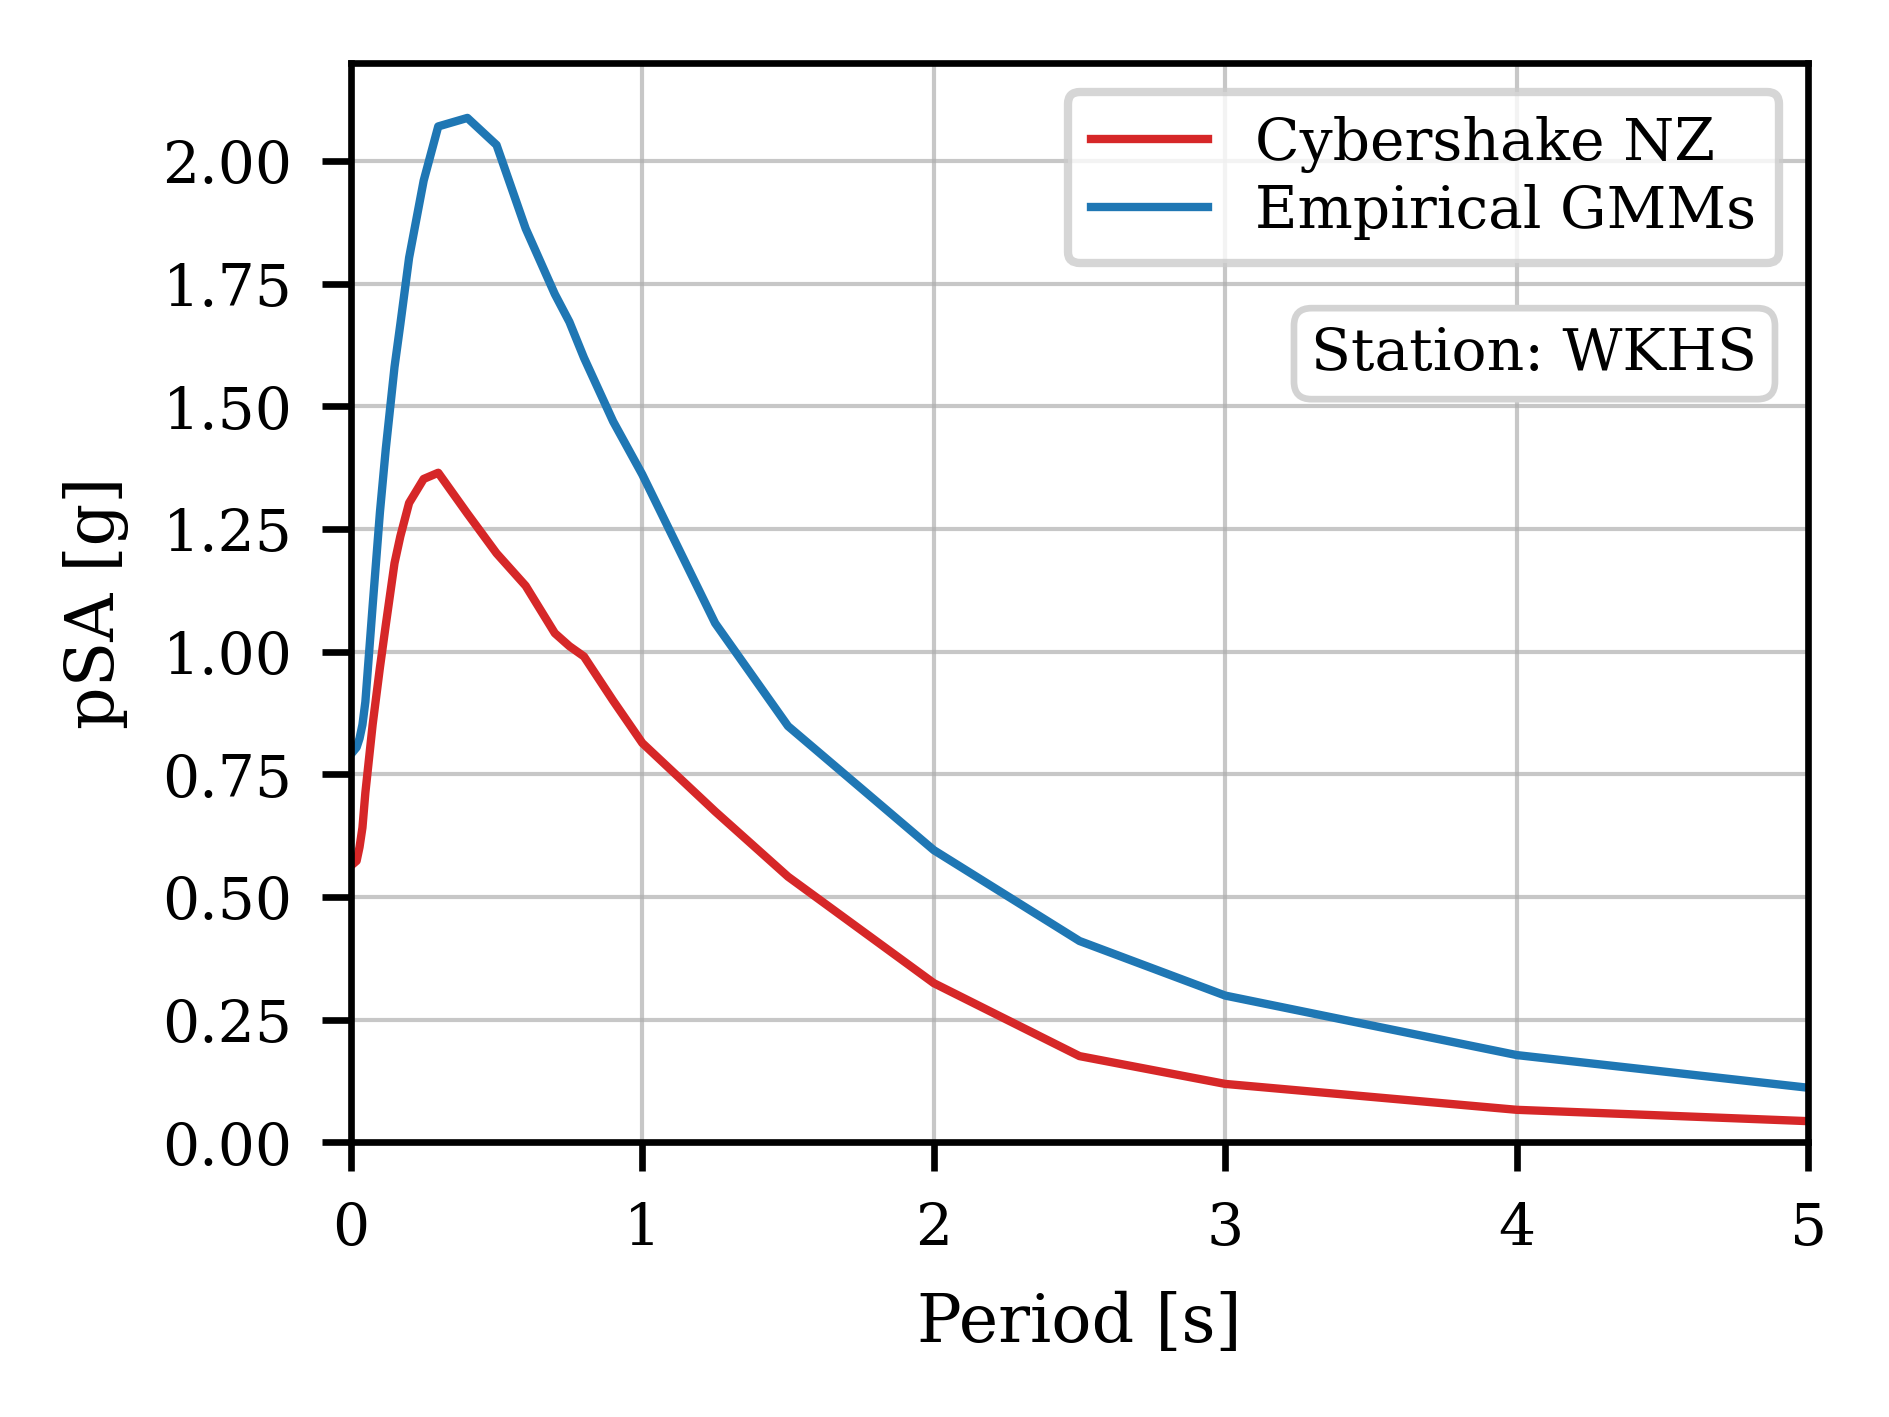 Cybershake NZ
Empirical GMMs
Station: WKHS
pSA [g]
2.00
1.75
1.50
1.25
1.00
0.75
0.50
0.25
0.00
0 1 2 3 4 5
Period [s]